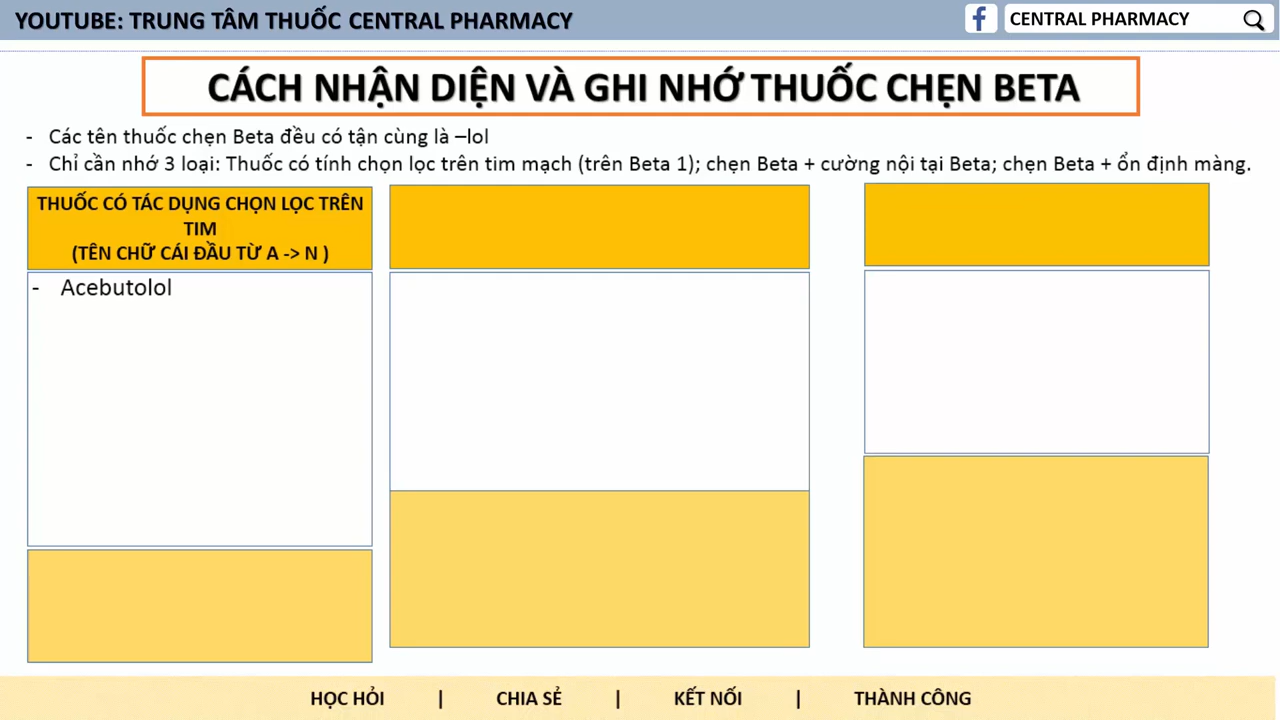 YOUTUBE: TRUNG TÂM THUỐC CENTRAL PHARMACY
CENTRAL PHARMACY
CÁCH NHẬN DIỆN VÀ GHI NHỚ THUỐC CHẸN BETA
- Các tên thuốc chẹn Beta đều có tận cùng là –lol
- Chỉ cần nhớ 3 loại: Thuốc có tính chọn lọc trên tim mạch (trên Beta 1); chẹn Beta + cường nội tại Beta; chẹn Beta + ổn định màng.
THUỐC CÓ TÁC DỤNG CHỌN LỌC TRÊN
TIM
(TÊN CHỮ CÁI ĐẦU TỪ A -> N )
- Acebutolol
HỌC HỎI | CHIA SẺ | KẾT NỐI | THÀNH CÔNG